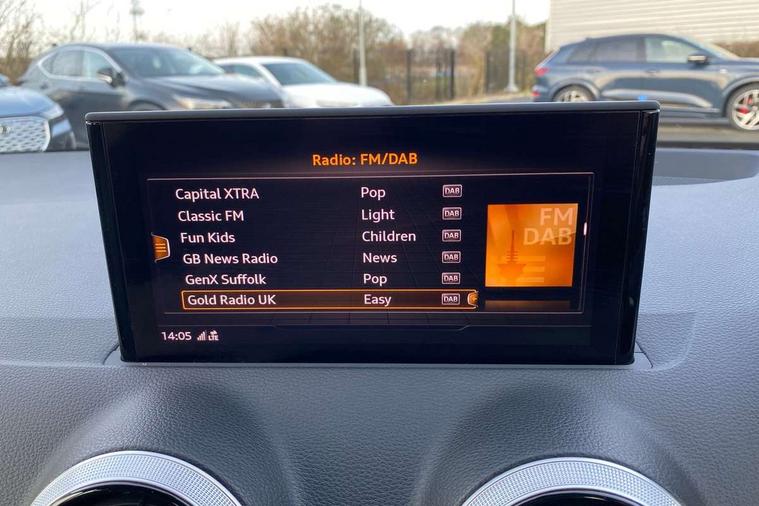 Radio: FM/DAB
Capital XTRA Pop DAB
Classic FM Light DAB
Fun Kids Children DAB
GB News Radio News DAB
GenX Suffolk Pop DAB
Gold Radio UK Easy DAB
FM
DAB
14:05 LTE